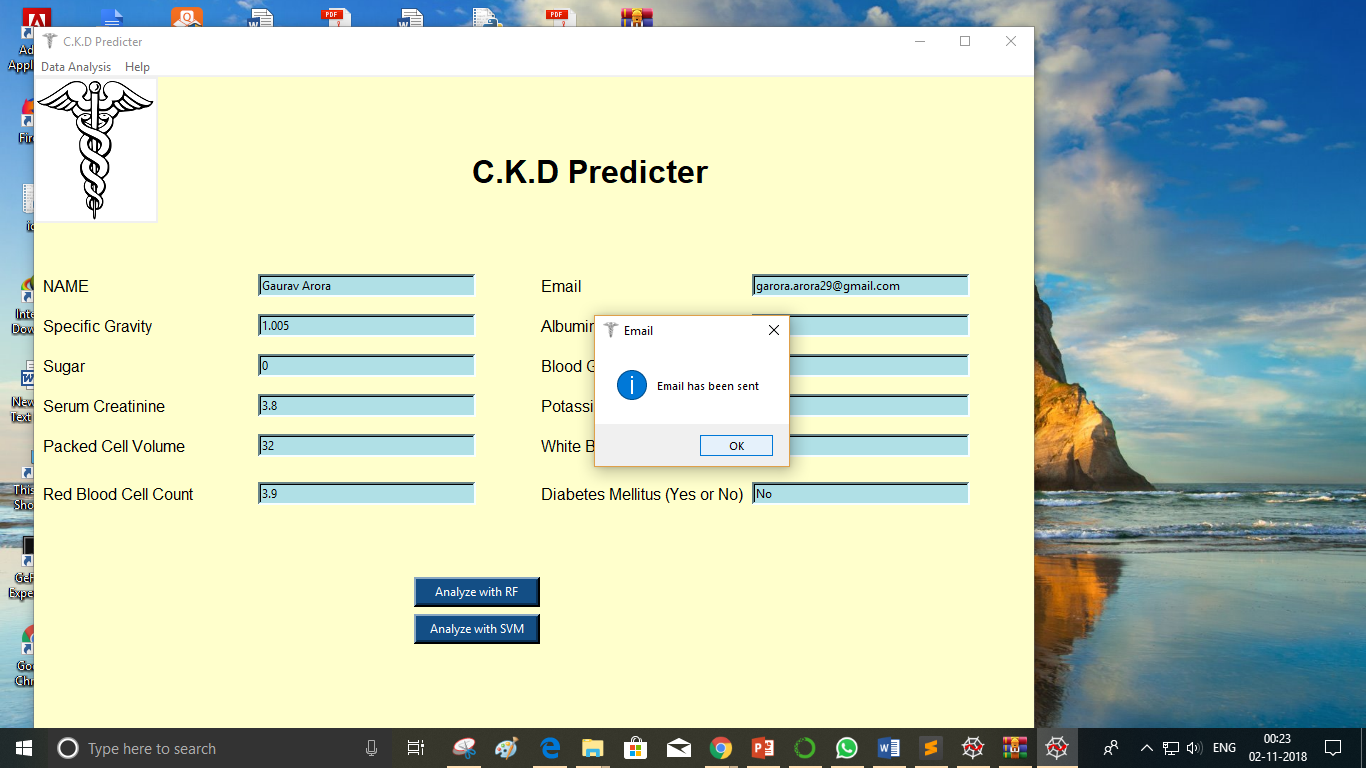 C.K.D Predicter
Data Analysis Help
C.K.D Predicter
NAME Gaurav Arora Email garora.arora29@gmail.com
Specific Gravity 1.005
Email
Sugar 0 Blood
Email has been sent
Serum Creatinine 3.8
Packed Cell Volume 32 White B
OK
Red Blood Cell Count 3.9 Diabetes Mellitus (Yes or No) No
Analyze with RF
Analyze with SVM
Type here to search
ENG
00:23
02-11-2018